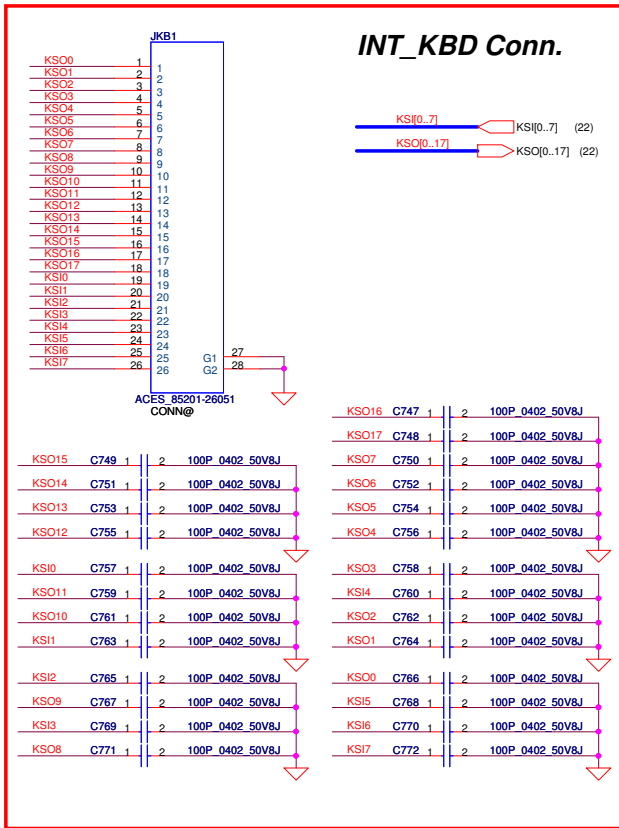 INT_KBD Conn.
JKB1
KSO0 1 1
KSO1 2 2
KSO2 3 3
KSO3 4 4
KSO4 5 5
KSO5 6 6
KSO6 7 7
KSO7 8 8
KSO8 9 9
KSO9 10 10
KSO10 11 11
KSO11 12 12
KSO12 13 13
KSO13 14 14
KSO14 15 15
KSO15 16 16
KSO16 17 17
KSO17 18 18
KSI0 19 19
KSI1 20 20
KSI2 21 21
KSI3 22 22
KSI4 23 23
KSI5 24 24
KSI6 25 25
KSI7 26 26
G1 27
G2 28
ACES_85201-26051
CONN@
KSI[0..7] KSI[0..7] (22)
KSO[0..17] KSO[0..17] (22)
KSO16 C747 1 2 100P_0402_50V8J
KSO17 C748 1 2 100P_0402_50V8J
KSO7 C750 1 2 100P_0402_50V8J
KSO6 C752 1 2 100P_0402_50V8J
KSO5 C754 1 2 100P_0402_50V8J
KSO4 C756 1 2 100P_0402_50V8J
KSO15 C749 1 2 100P_0402_50V8J
KSO14 C751 1 2 100P_0402_50V8J
KSO13 C753 1 2 100P_0402_50V8J
KSO12 C755 1 2 100P_0402_50V8J
KSI0 C757 1 2 100P_0402_50V8J
KSO11 C759 1 2 100P_0402_50V8J
KSO10 C761 1 2 100P_0402_50V8J
KSI1 C763 1 2 100P_0402_50V8J
KSO3 C758 1 2 100P_0402_50V8J
KSI4 C760 1 2 100P_0402_50V8J
KSO2 C762 1 2 100P_0402_50V8J
KSO1 C764 1 2 100P_0402_50V8J
KSI2 C765 1 2 100P_0402_50V8J
KSO9 C767 1 2 100P_0402_50V8J
KSI3 C769 1 2 100P_0402_50V8J
KSO8 C771 1 2 100P_0402_50V8J
KSO0 C766 1 2 100P_0402_50V8J
KSI5 C768 1 2 100P_0402_50V8J
KSI6 C770 1 2 100P_0402_50V8J
KSI7 C772 1 2 100P_0402_50V8J